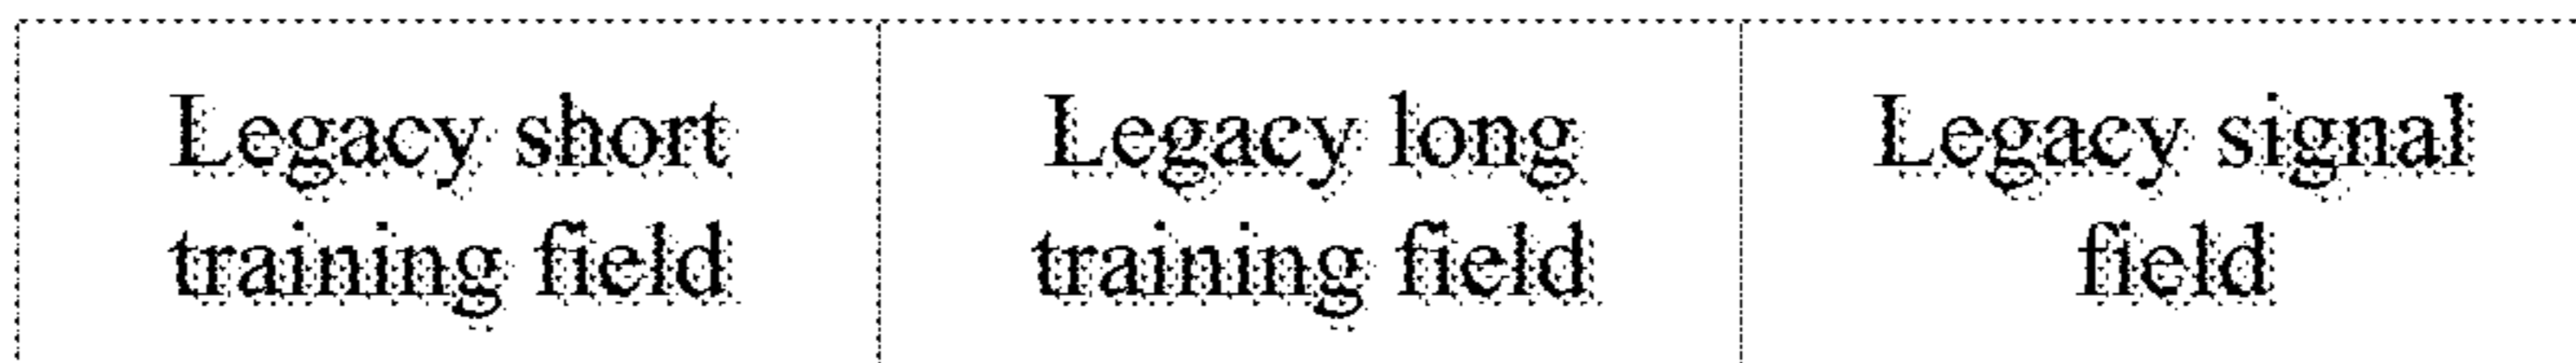 Legacy short
training field
Legacy long
training field
Legacy signal
field